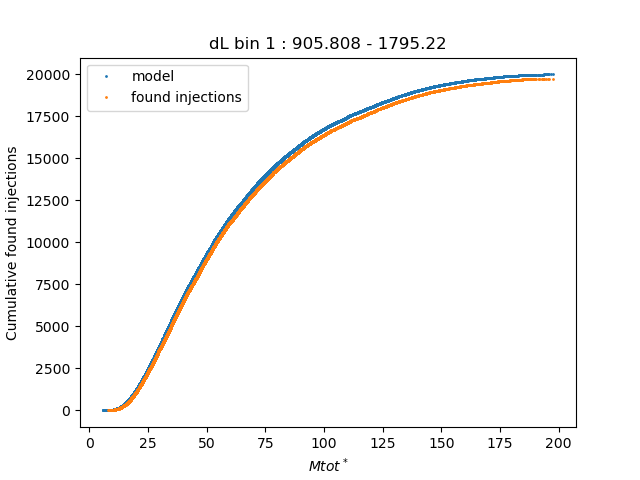 dL bin 1 : 905.808 - 1795.22
model
found injections
Cumulative found injections
20000
17500
15000
12500
10000
7500
5000
2500
0
0 25 50 75 100 125 150 175 200
Mtot*